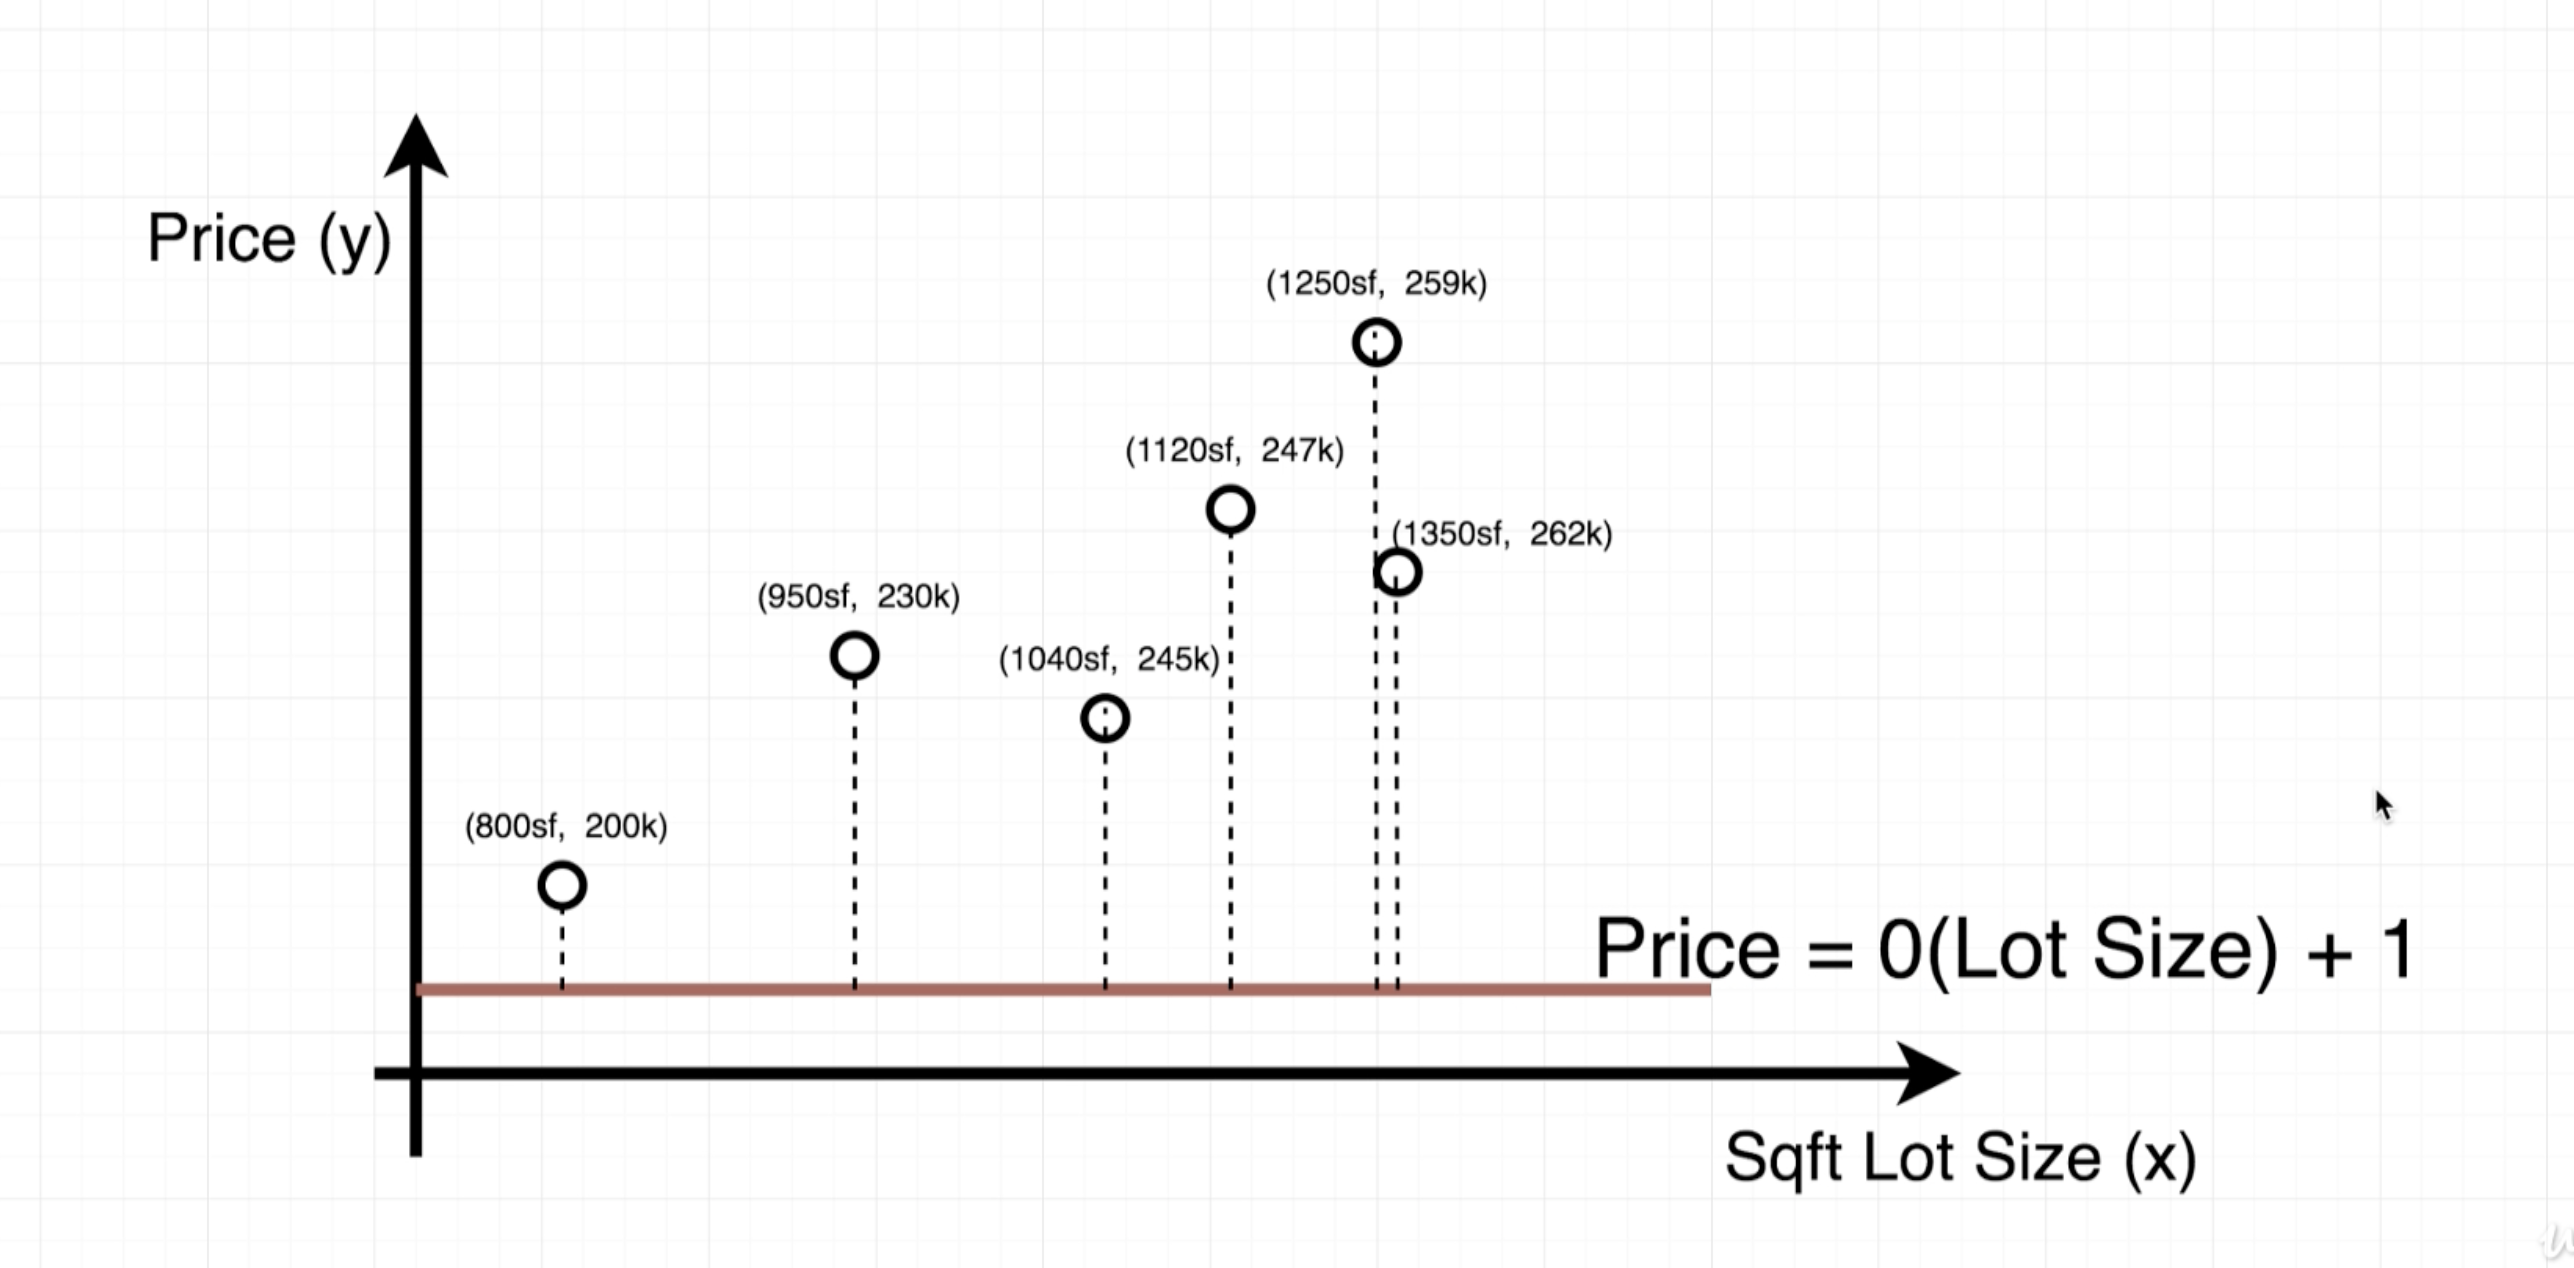 Price (y)
(1250sf, 259k)
(1120sf, 247k)
(1350sf, 262k)
(950sf, 230k)
(1040sf, 245k)
(800sf, 200k)
Price = 0(Lot Size) + 1
Sqft Lot Size (x)